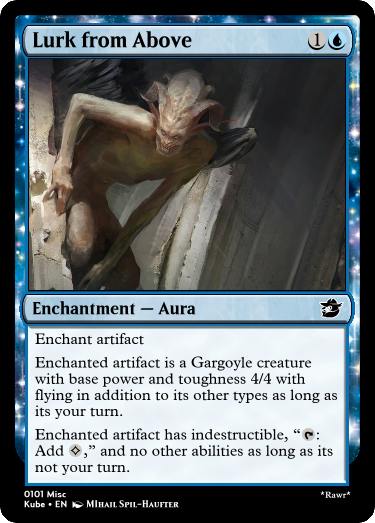 Lurk from Above 1
Enchantment — Aura
Enchant artifact
Enchanted artifact is a Gargoyle creature
with base power and toughness 4/4 with
flying in addition to its other types as long as
its your turn.
Enchanted artifact has indestructible, “:
Add ,” and no other abilities as long as its
not your turn.
0101 Misc
Kube • EN MIhail Spil-Haufter
*Rawr*